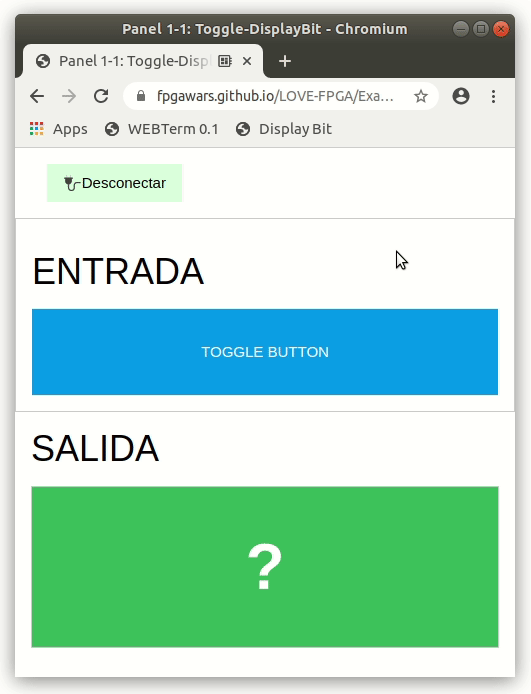 Panel 1-1: Toggle-DisplayBit - Chromium
Panel 1-1: Toggle-Disp
fpgawars.github.io/LOVE-FPGA/Exa...
Apps WEBTerm 0.1 Display Bit
Desconectar
ENTRADA
TOGGLE BUTTON
SALIDA
?